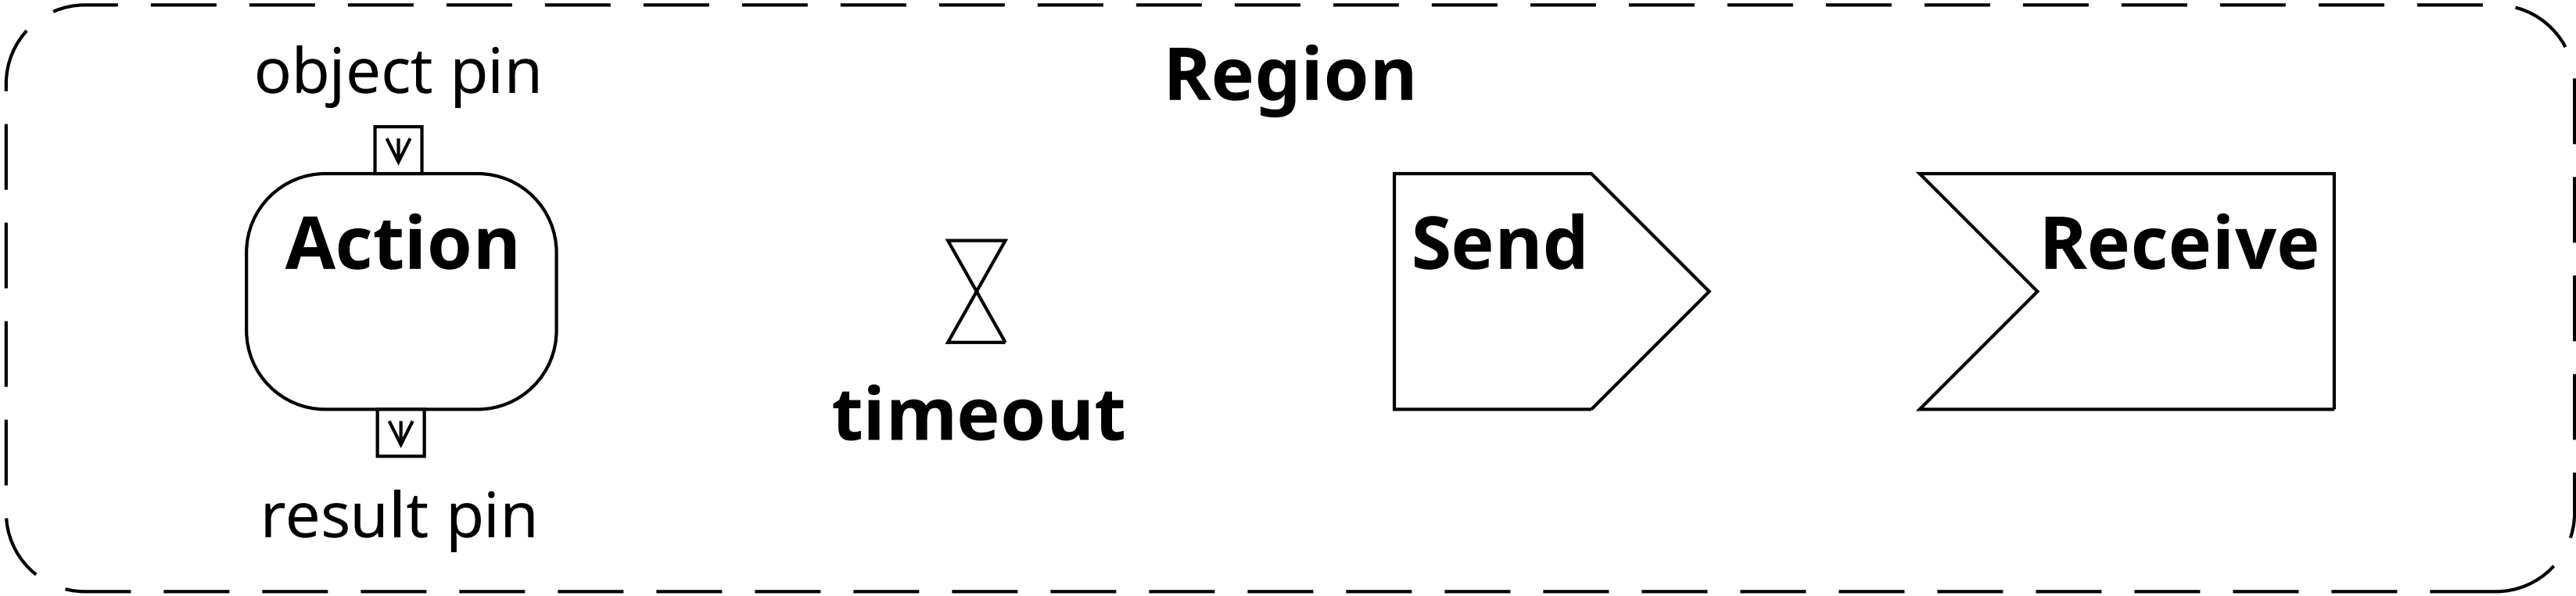 object pin
Region
Action
Send
Receive
timeout
result pin